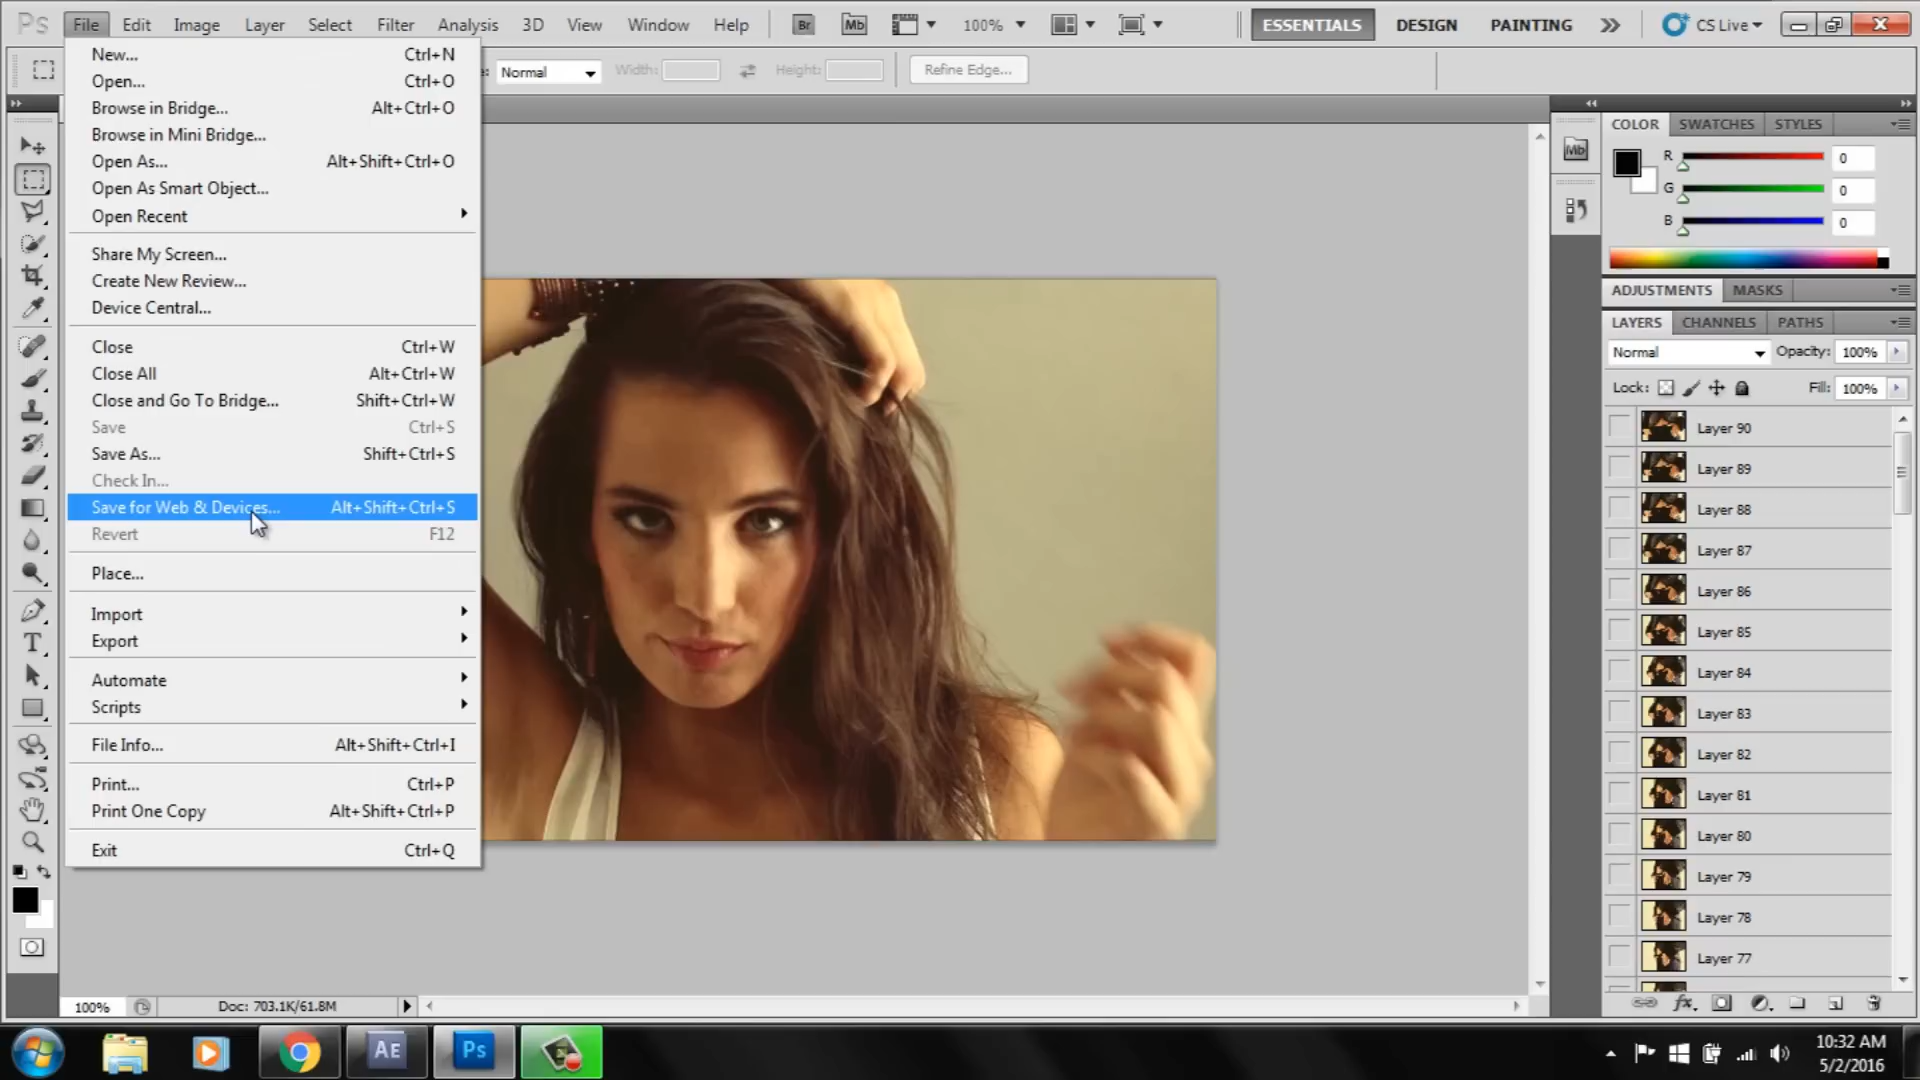 Ps File Edit Image Layer Select Filter Analysis 3D View Window Help Br Mb 100% ESSENTIALS DESIGN PAINTING CS Live
Normal Width: Height: Refine Edge...
New... Ctrl+N
Open... Ctrl+O
Browse in Bridge... Alt+Ctrl+O
Browse in Mini Bridge...
Open As... Alt+Shift+Ctrl+O
Open As Smart Object...
Open Recent
Share My Screen...
Create New Review...
Device Central...
Close Ctrl+W
Close All Alt+Ctrl+W
Close and Go To Bridge... Shift+Ctrl+W
Save Ctrl+S
Save As... Shift+Ctrl+S
Check In...
Save for Web & Devices... Alt+Shift+Ctrl+S
Revert F12
Place...
Import
Export
Automate
Scripts
File Info... Alt+Shift+Ctrl+I
Print... Ctrl+P
Print One Copy Alt+Shift+Ctrl+P
Exit Ctrl+Q
T
Mb
COLOR SWATCHES STYLES
R 0
G 0
B 0
ADJUSTMENTS MASKS
LAYERS CHANNELS PATHS
Normal Opacity: 100%
Lock: Fill: 100%
Layer 90
Layer 89
Layer 88
Layer 87
Layer 86
Layer 85
Layer 84
Layer 83
Layer 82
Layer 81
Layer 80
Layer 79
Layer 78
Layer 77
fx
100% Doc: 703.1K/61.8M
AE Ps
10:32 AM
5/2/2016